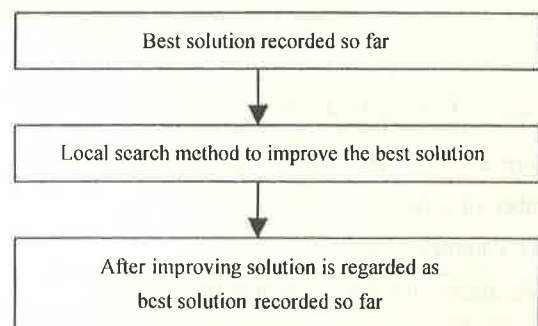 Best solution recorded so far
Local search method to improve the best solution
After improving solution is regarded as
best solution recorded so far